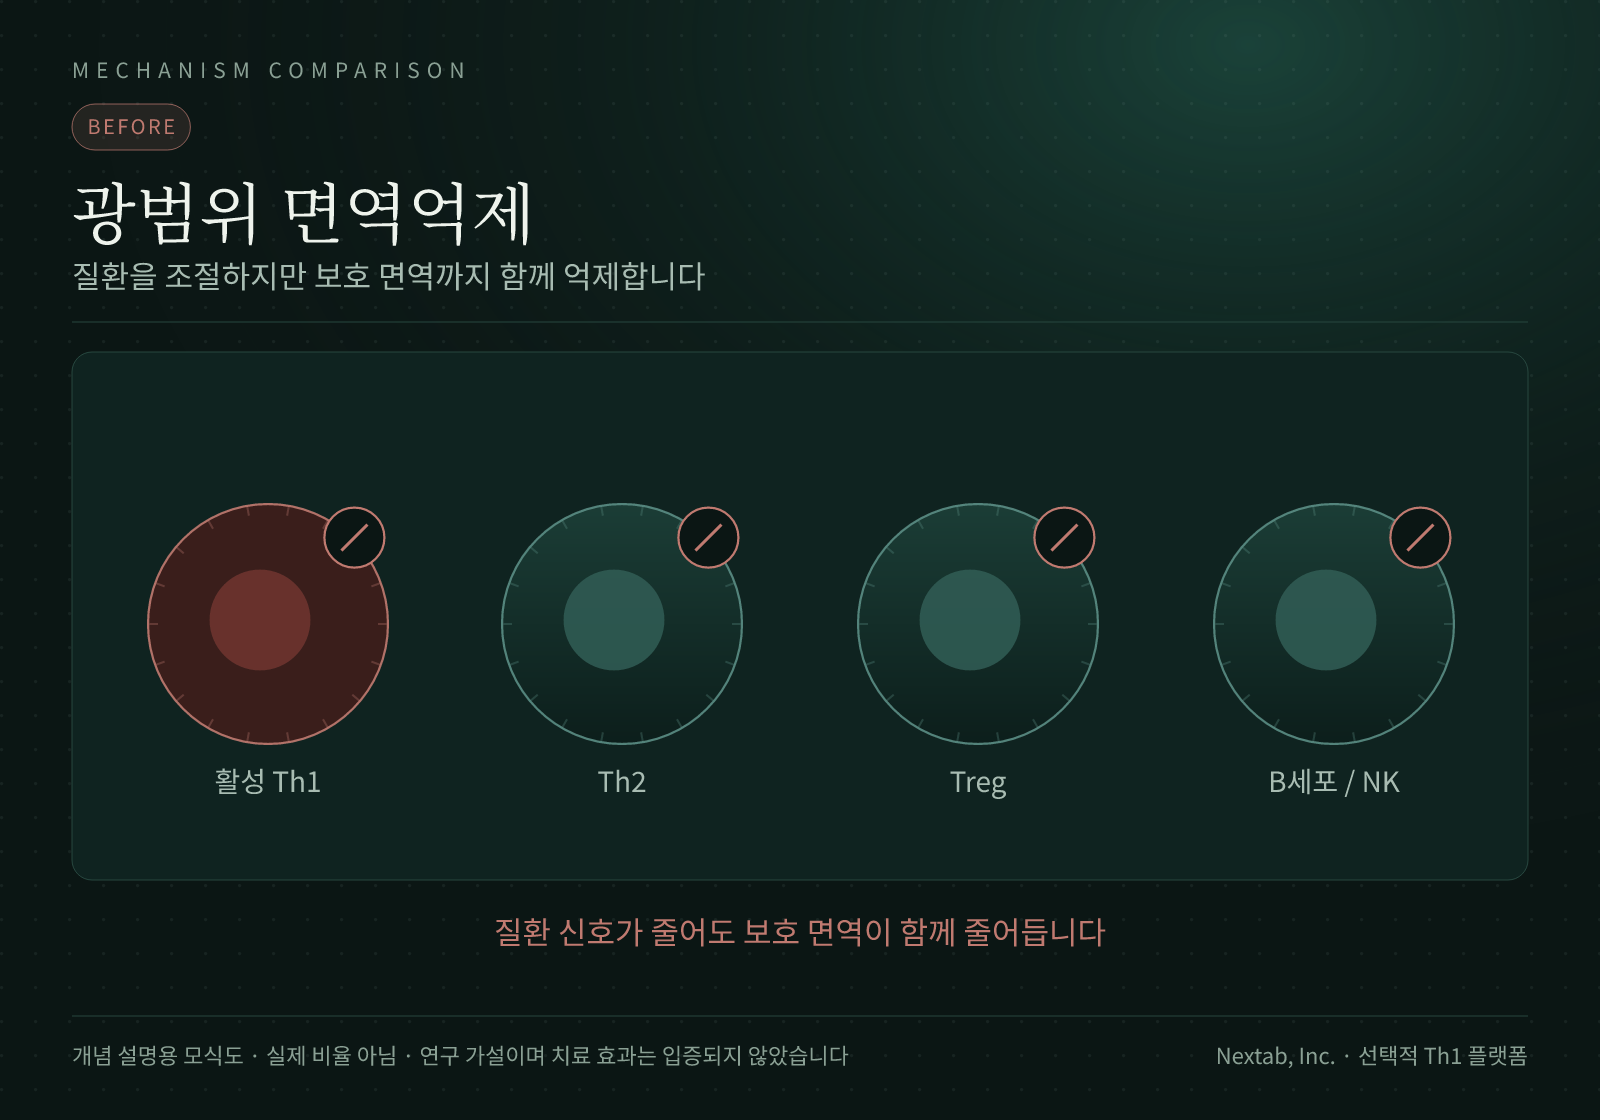 MECHANISM COMPARISON
BEFORE
광범위 면역억제
질환을 조절하지만 보호 면역까지 함께 억제합니다
활성 Th1
Th2
Treg
B세포 / NK
질환 신호가 줄어도 보호 면역이 함께 줄어듭니다
개념 설명용 모식도 · 실제 비율 아님 · 연구 가설이며 치료 효과는 입증되지 않았습니다
Nextab, Inc. · 선택적 Th1 플랫폼